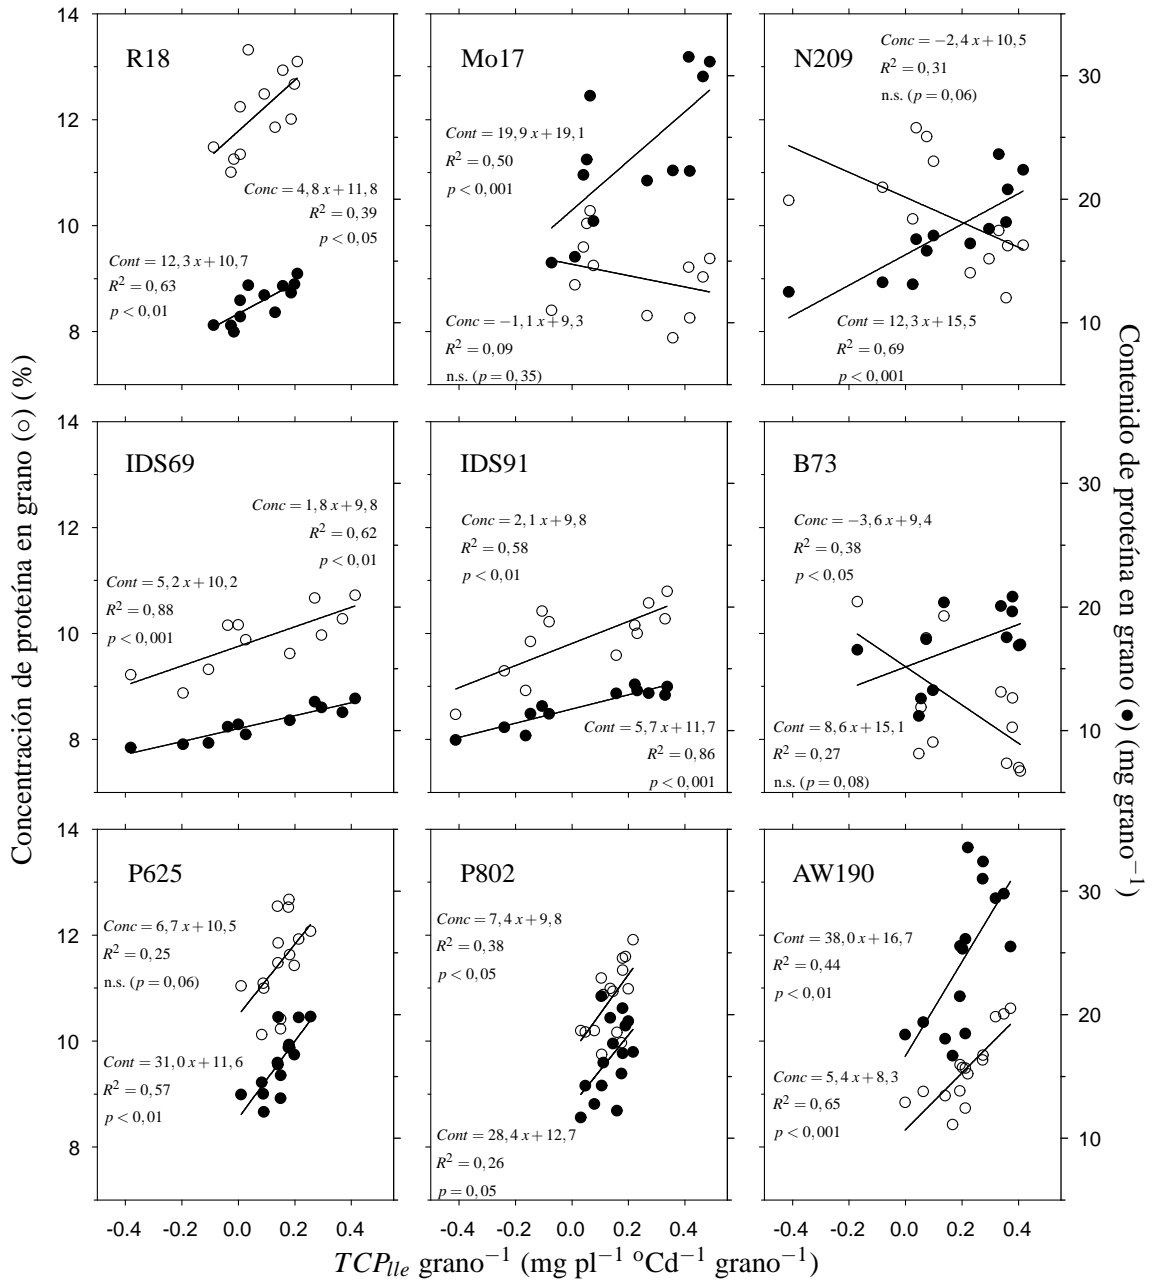 14
12
10
8
R18
Conc = 4,8 x + 11,8
R² = 0,39
p < 0,05
Cont = 12,3 x + 10,7
R² = 0,63
p < 0,01
Mo17
Cont = 19,9 x + 19,1
R² = 0,50
p < 0,001
Conc = −1,1 x + 9,3
R² = 0,09
n.s. (p = 0,35)
N209
Conc = −2,4 x + 10,5
R² = 0,31
n.s. (p = 0,06)
Cont = 12,3 x + 15,5
R² = 0,69
p < 0,001
30
20
10
14
12
10
8
IDS69
Conc = 1,8 x + 9,8
R² = 0,62
p < 0,01
Cont = 5,2 x + 10,2
R² = 0,88
p < 0,001
IDS91
Conc = 2,1 x + 9,8
R² = 0,58
p < 0,01
Cont = 5,7 x + 11,7
R² = 0,86
p < 0,001
B73
Conc = −3,6 x + 9,4
R² = 0,38
p < 0,05
Cont = 8,6 x + 15,1
R² = 0,27
n.s. (p = 0,08)
30
20
10
14
12
10
8
P625
Conc = 6,7 x + 10,5
R² = 0,25
n.s. (p = 0,06)
Cont = 31,0 x + 11,6
R² = 0,57
p < 0,01
P802
Conc = 7,4 x + 9,8
R² = 0,38
p < 0,05
Cont = 28,4 x + 12,7
R² = 0,26
p = 0,05
AW190
Cont = 38,0 x + 16,7
R² = 0,44
p < 0,01
Conc = 5,4 x + 8,3
R² = 0,65
p < 0,001
30
20
10
-0.4 -0.2 0.0 0.2 0.4
-0.4 -0.2 0.0 0.2 0.4
-0.4 -0.2 0.0 0.2 0.4
TCP_lle grano⁻¹ (mg pl⁻¹ ºCd⁻¹ grano⁻¹)
Concentración de proteína en grano (○) (%)
Contenido de proteína en grano (●) (mg grano⁻¹)